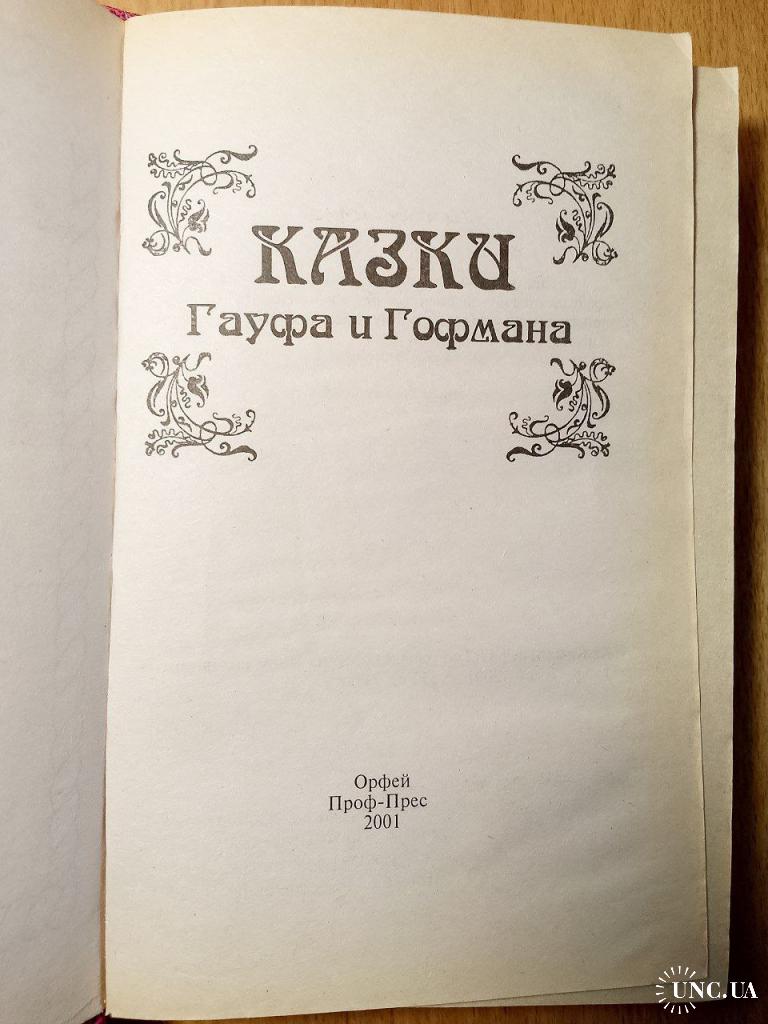 КАЗКИ
Гауфа и Гофмана
Орфей
Проф-Прес
2001
UNC.UA